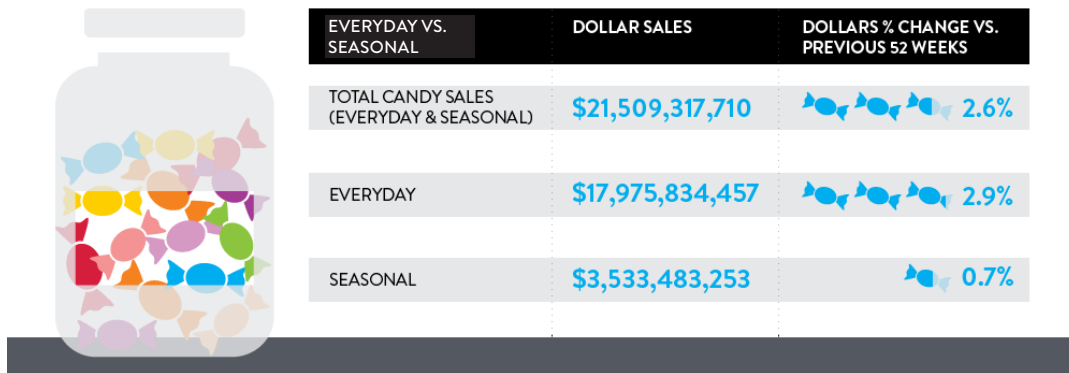 EVERYDAY VS.
SEASONAL
DOLLAR SALES
DOLLARS % CHANGE VS.
PREVIOUS 52 WEEKS
TOTAL CANDY SALES
(EVERYDAY & SEASONAL)
$21,509,317,710
2.6%
EVERYDAY
$17,975,834,457
2.9%
SEASONAL
$3,533,483,253
0.7%